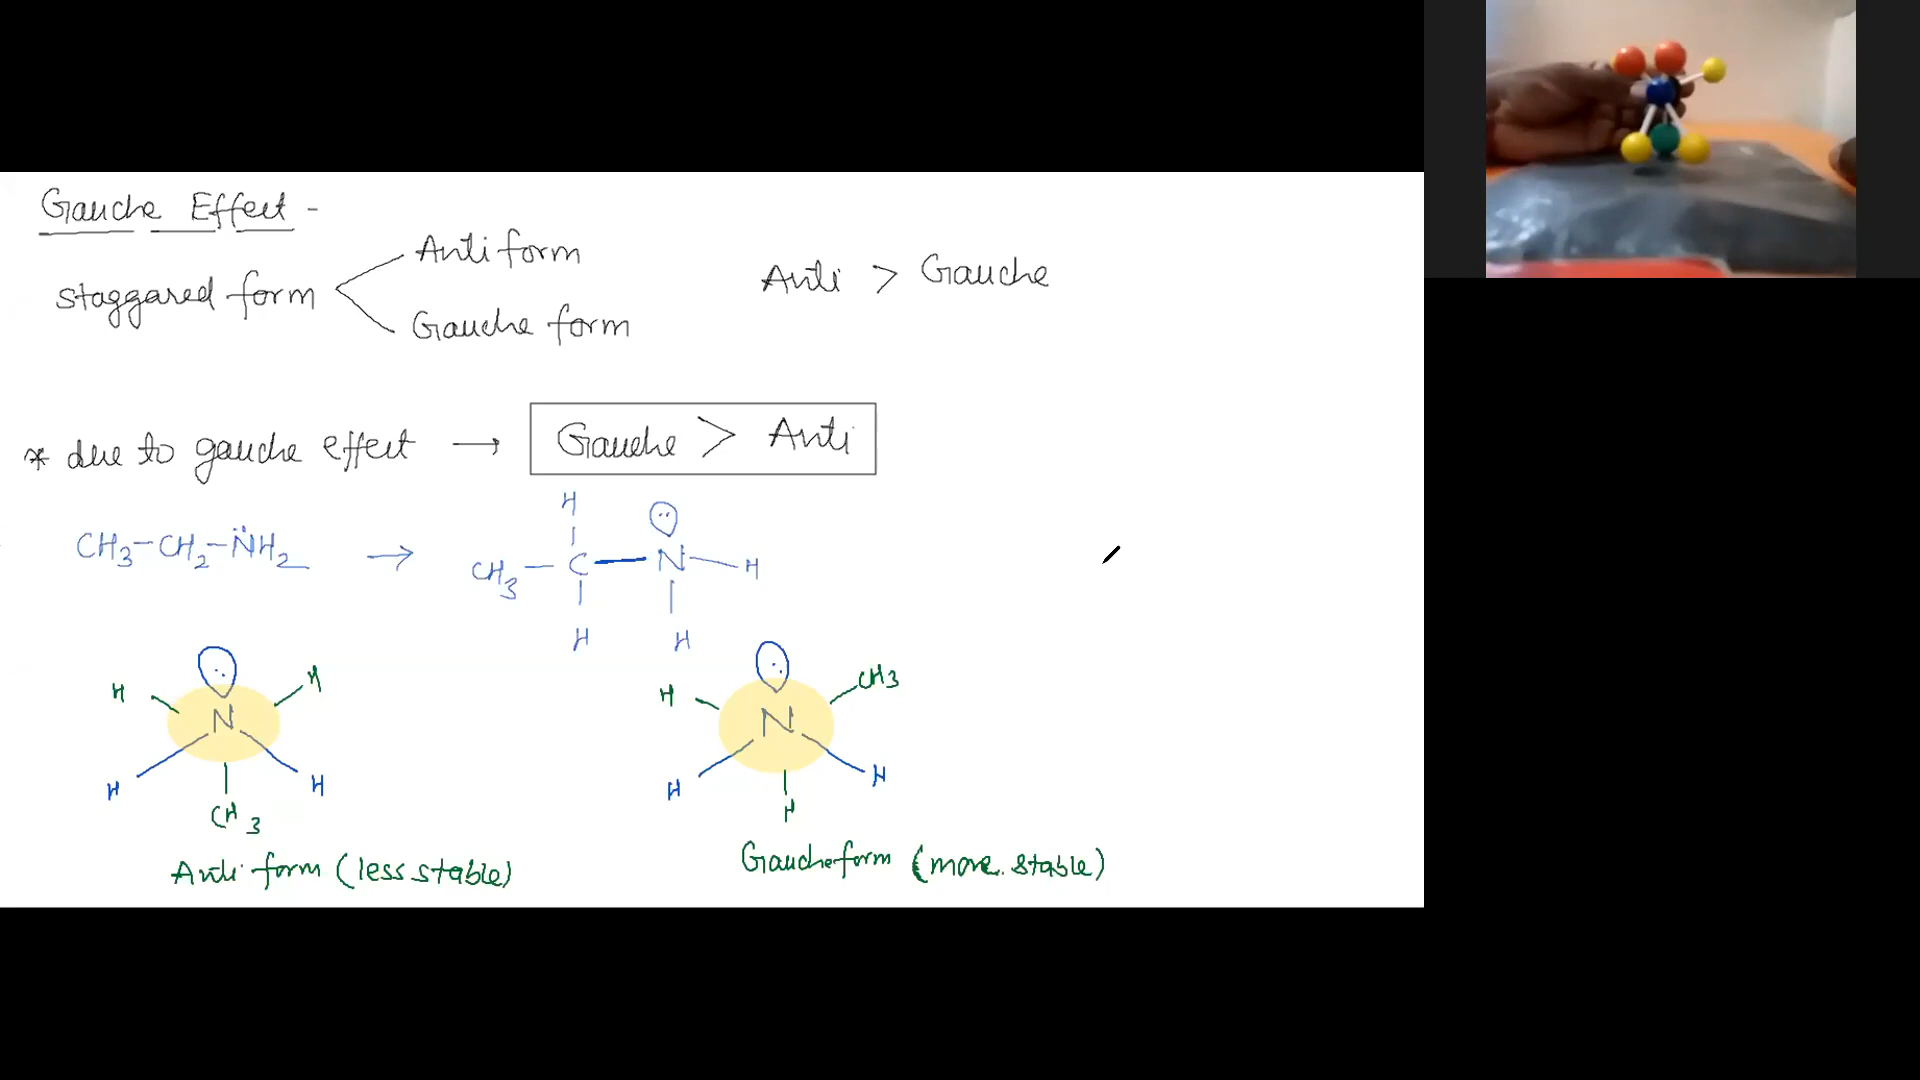 Gauche Effect -
Anti form
staggared form
Anti > Gauche
Gauche form
* due to gauche effect → Gauche > Anti
H
CH3-CH2-N̈H2 → CH3 - C - N - H
H H
H H
N
H H
CH3
H CH3
N
H H
H
Anti form (less stable)
Gauche form (more stable)